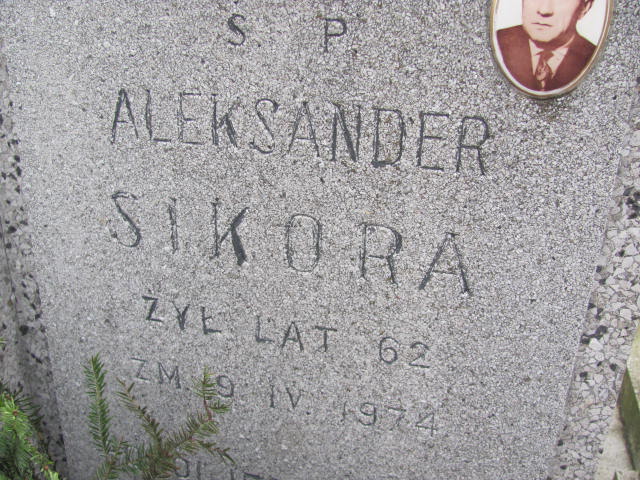 Ś P
ALEKSANDER
SIKORA
ŻYŁ LAT 62
ZM 9 IV. 1974